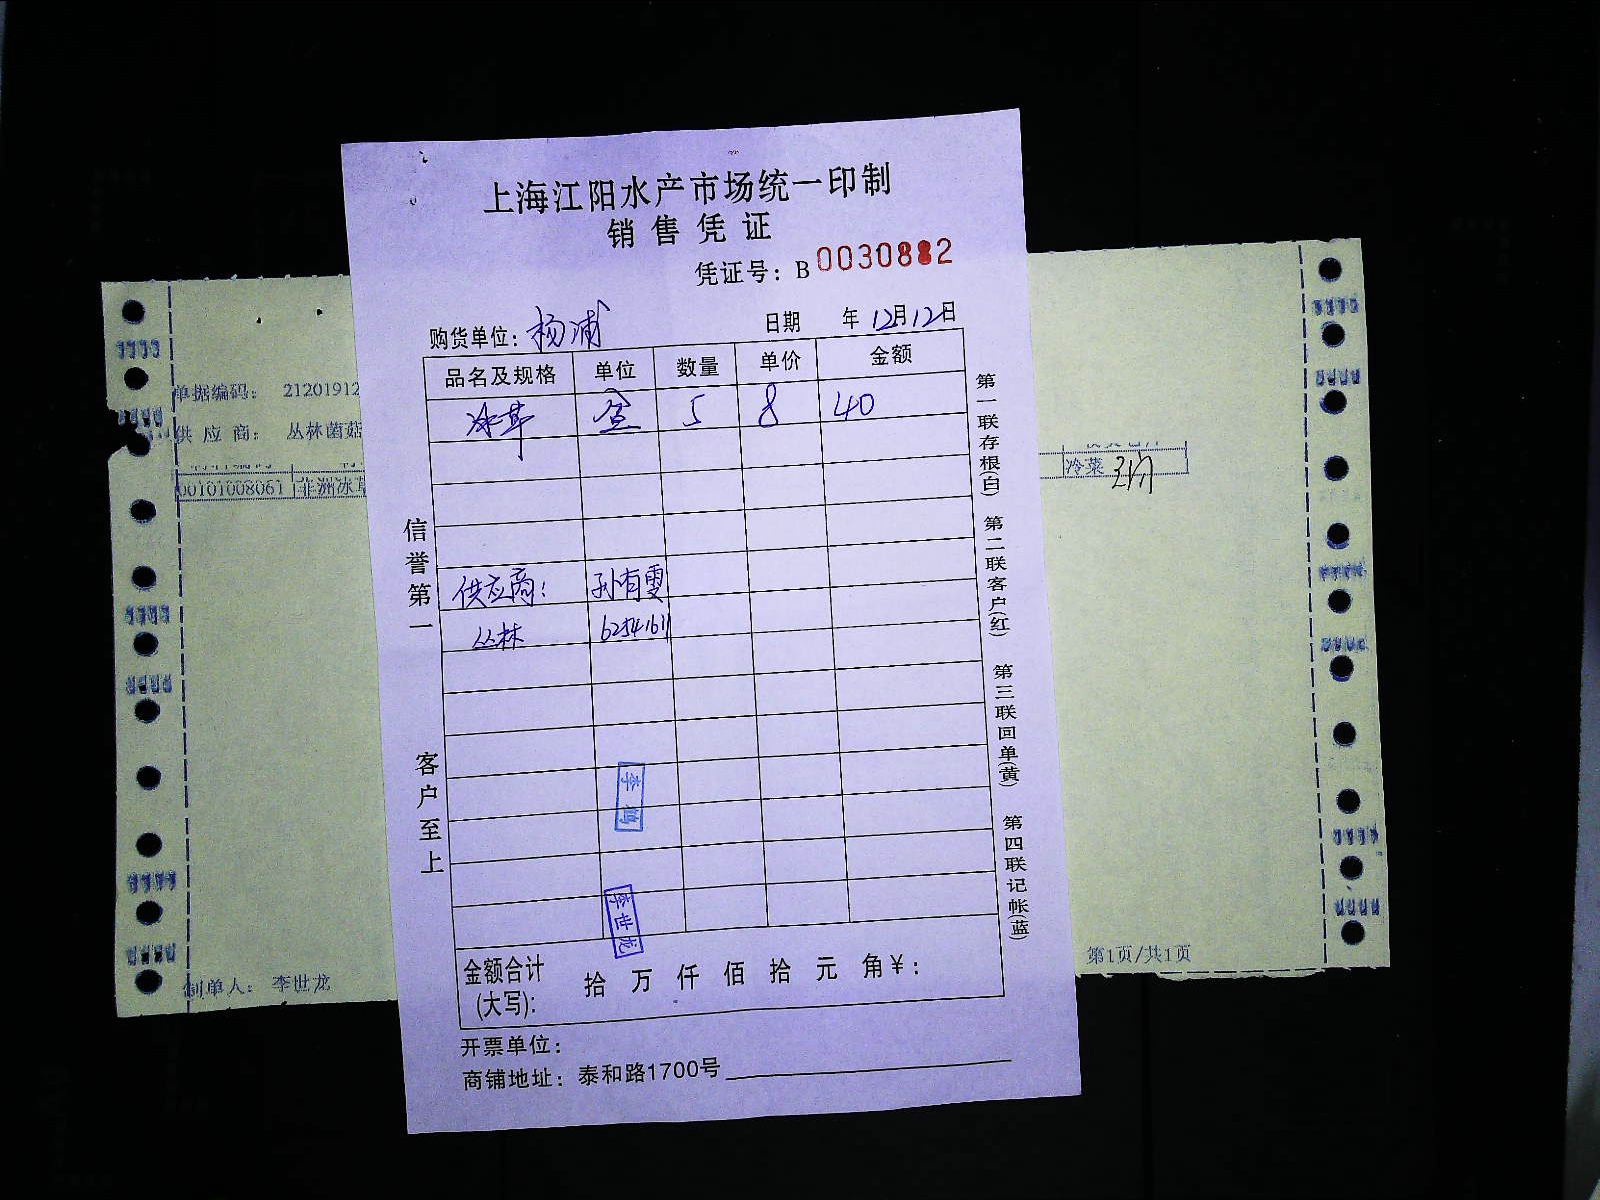 上海江阳水产市场统一印制
销售凭证
凭证号：B 0030882
购货单位：杨浦 日期 年 12月12日
品名及规格 单位 数量 单价 金额
冰草 盒 5 8 40
供应商： 孙有雯
丛林 6254161
李世龙
金额合计(大写)： 拾 万 仟 佰 拾 元 角 ¥：
开票单位：
商铺地址：泰和路1700号
信誉第一 客户至上
第一联存根(白) 第二联客户(红) 第三联回单(黄) 第四联记帐(蓝)
单据编码： 21201912
供应商： 丛林菌菇
00101008061 非洲冰草
冷菜
制单人： 李世龙
第1页/共1页